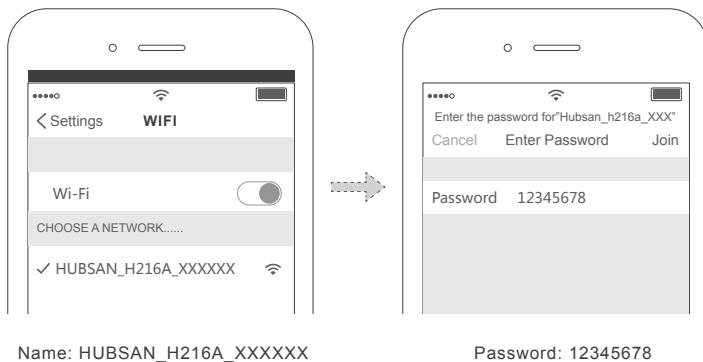 Settings WIFI
Wi-Fi
CHOOSE A NETWORK......
HUBSAN_H216A_XXXXXX
Name: HUBSAN_H216A_XXXXXX
Enter the password for"Hubsan_h216a_XXX"
Cancel Enter Password Join
Password 12345678
Password: 12345678